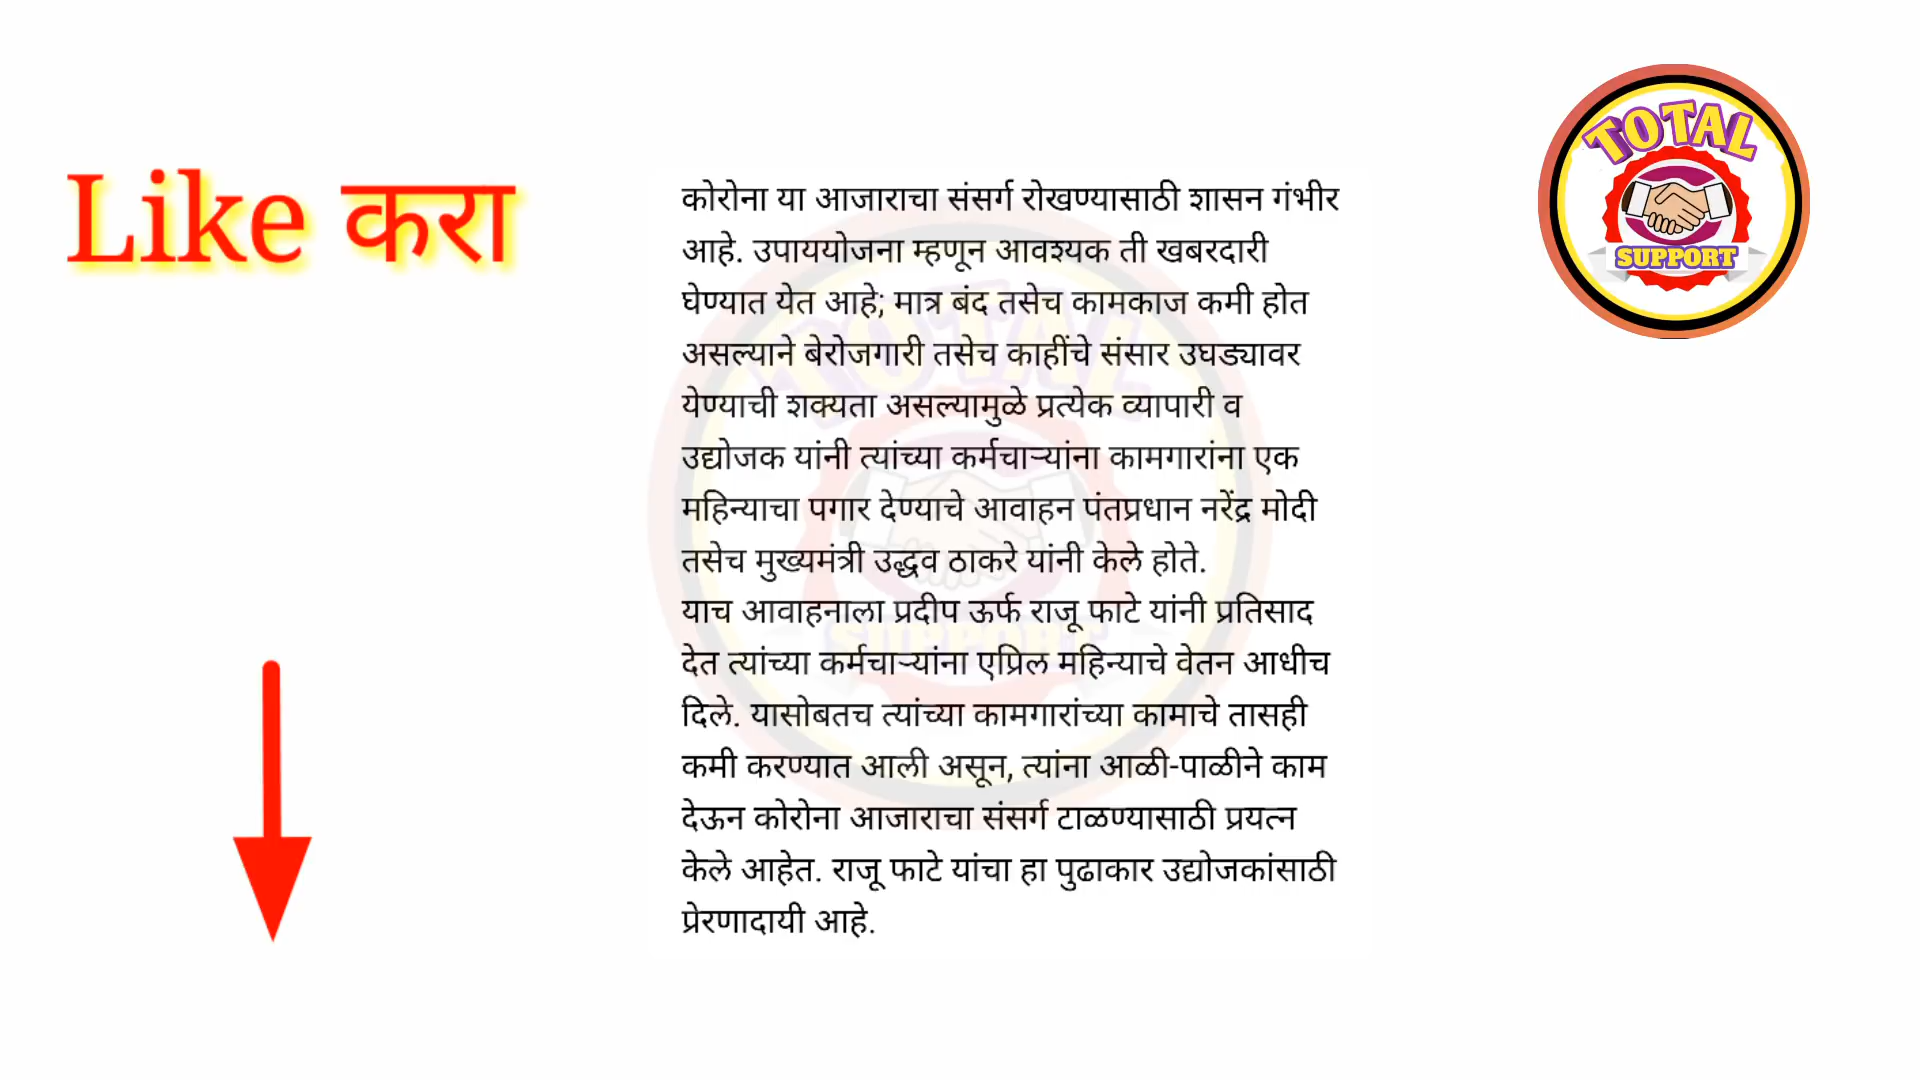 Like करा
कोरोना या आजाराचा संसर्ग रोखण्यासाठी शासन गंभीर
आहे. उपाययोजना म्हणून आवश्यक ती खबरदारी
घेण्यात येत आहे; मात्र बंद तसेच कामकाज कमी होत
असल्याने बेरोजगारी तसेच काहींचे संसार उघड्यावर
येण्याची शक्यता असल्यामुळे प्रत्येक व्यापारी व
उद्योजक यांनी त्यांच्या कर्मचाऱ्यांना कामगारांना एक
महिन्याचा पगार देण्याचे आवाहन पंतप्रधान नरेंद्र मोदी
तसेच मुख्यमंत्री उद्धव ठाकरे यांनी केले होते.
याच आवाहनाला प्रदीप ऊर्फ राजू फाटे यांनी प्रतिसाद
देत त्यांच्या कर्मचाऱ्यांना एप्रिल महिन्याचे वेतन आधीच
दिले. यासोबतच त्यांच्या कामगारांच्या कामाचे तासही
कमी करण्यात आली असून, त्यांना आळी-पाळीने काम
देऊन कोरोना आजाराचा संसर्ग टाळण्यासाठी प्रयत्न
केले आहेत. राजू फाटे यांचा हा पुढाकार उद्योजकांसाठी
प्रेरणादायी आहे.
TOTAL
SUPPORT
TOTAL
SUPPORT